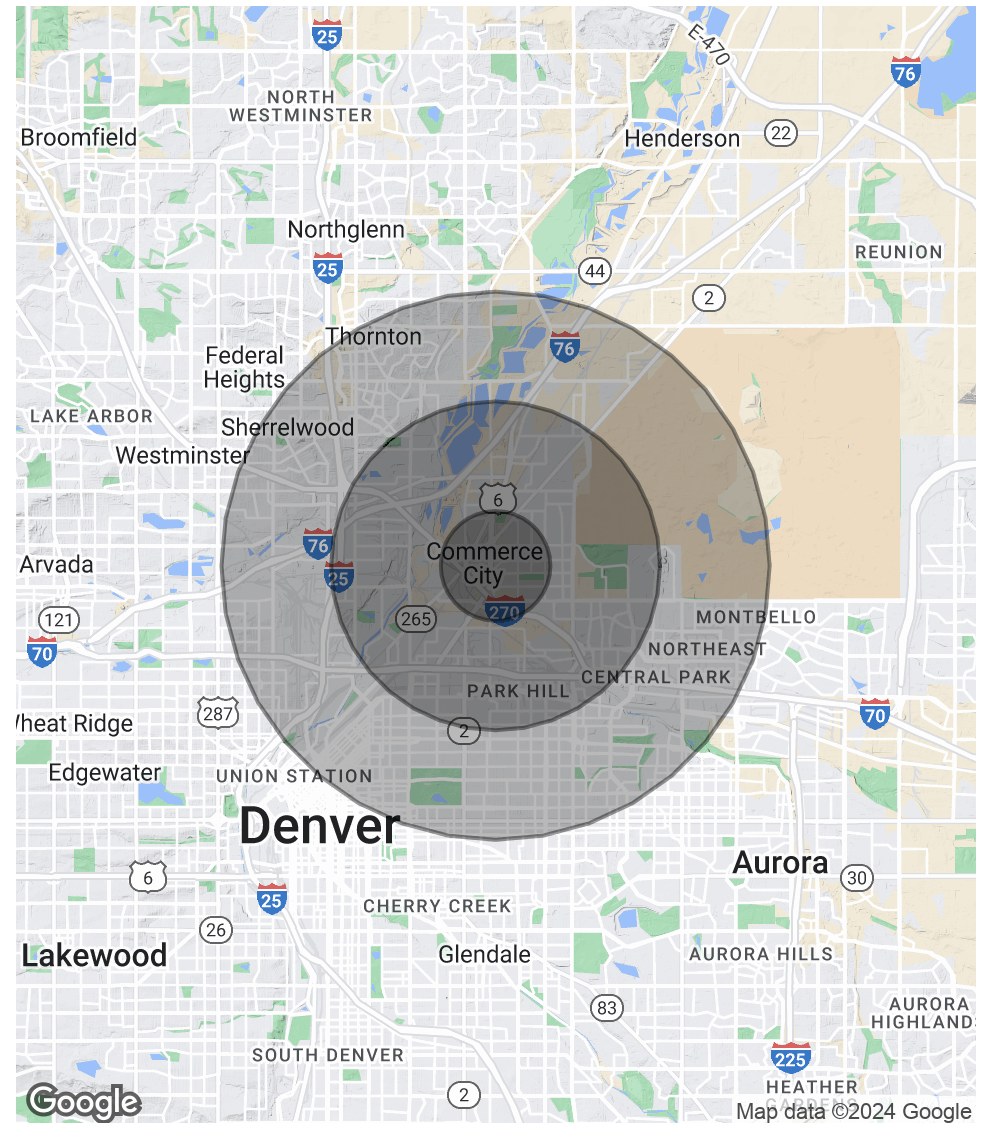 25
E-470
76
NORTH
WESTMINSTER
Broomfield
Henderson
22
Northglenn
REUNION
25
44
2
Thornton
76
Federal
Heights
LAKE ARBOR
Sherrelwood
Westminster
6
Commerce
City
76
Arvada
25
270
121
265
MONTBELLO
70
NORTHEAST
CENTRAL PARK
PARK HILL
287
70
heat Ridge
2
Edgewater
UNION STATION
Denver
Aurora
6
30
25
CHERRY CREEK
26
Lakewood
Glendale
AURORA HILLS
83
AURORA
HIGHLAND
SOUTH DENVER
225
HEATHER
2
Google
Map data ©2024 Google